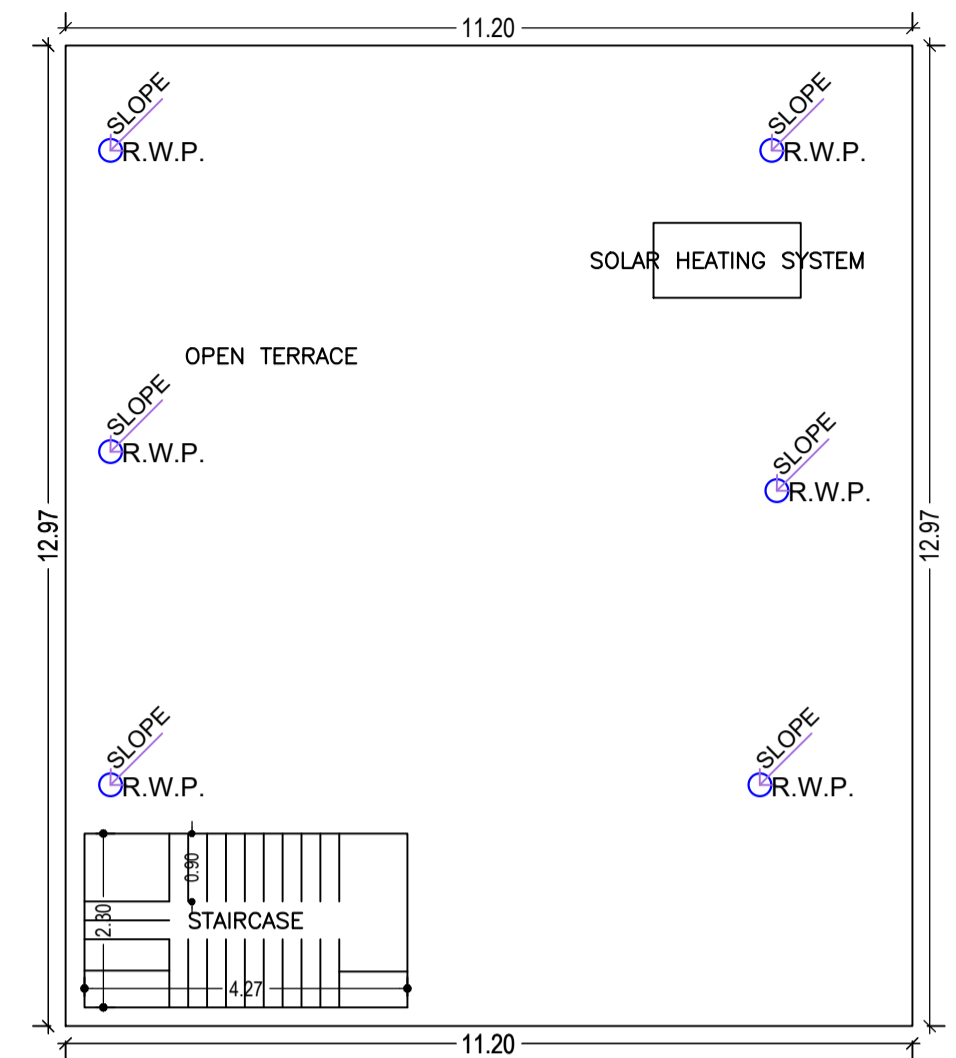 11.20
SLOPE
R.W.P.
SLOPE
R.W.P.
SOLAR HEATING SYSTEM
OPEN TERRACE
SLOPE
R.W.P.
SLOPE
R.W.P.
12.97
12.97
SLOPE
R.W.P.
SLOPE
R.W.P.
0.90
2.30
STAIRCASE
4.27
11.20